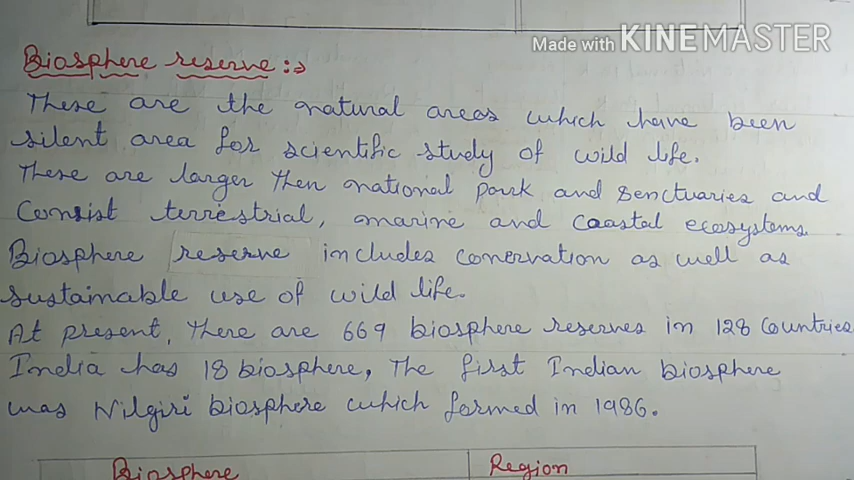 Made with KINEMASTER
Biosphere reserve :→
These are the natural areas which have been
silent area for scientific study of wild life.
These are larger then national park and Senctuaries and
Consist terrestrial, marine and Coastal ecosystems.
Biosphere reserve includes conervation as well as
sustainable use of wild life.
At present, There are 669 biosphere reserves in 128 Countries
India has 18 biosphere, The first Indian biosphere
was Nilgiri biosphere which formed in 1986.
Biosphere Region